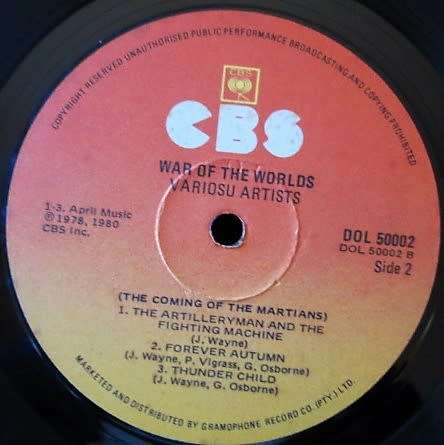 COPYRIGHT RESERVED UNAUTHORISED PUBLIC PERFORMANCE BROADCASTING AND COPYING PROHIBITED
CBS
CBS
WAR OF THE WORLDS
VARIOSU ARTISTS
1-3. April Music
℗ 1978, 1980
CBS Inc.
DOL 50002
DOL 50002 B
Side 2
(THE COMING OF THE MARTIANS)
1. THE ARTILLERYMAN AND THE
FIGHTING MACHINE
(J. Wayne)
2. FOREVER AUTUMN
(J. Wayne, P. Vigrass, G. Osborne)
3. THUNDER CHILD
(J. Wayne, G. Osborne)
MARKETED AND DISTRIBUTED BY GRAMOPHONE RECORD CO (PTY.) LTD.